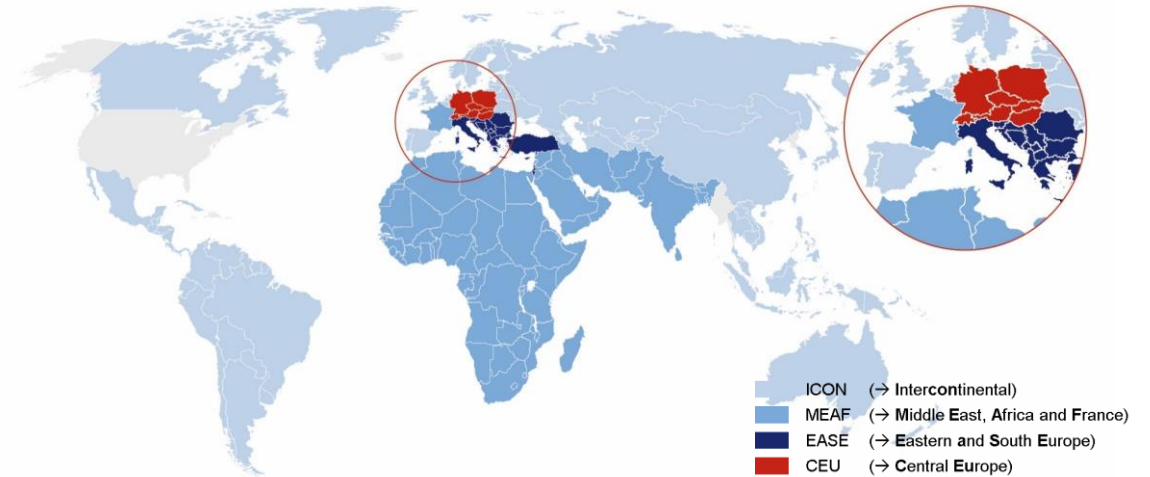 ICON (→ Intercontinental)
MEAF (→ Middle East, Africa and France)
EASE (→ Eastern and South Europe)
CEU (→ Central Europe)